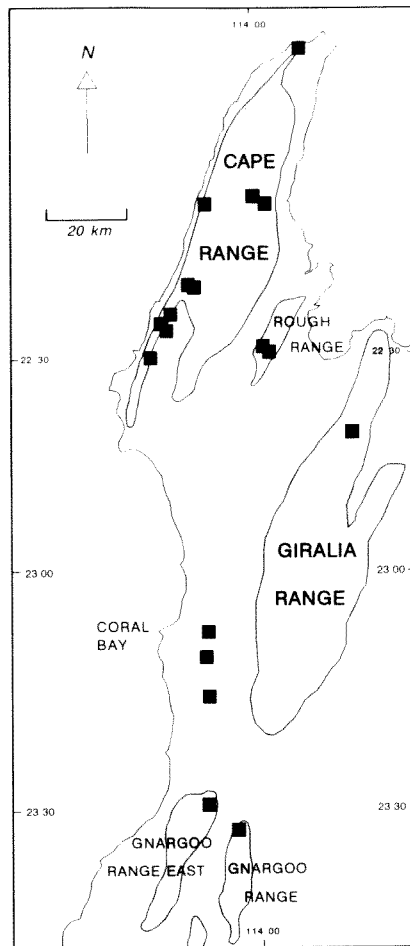 114 00
N
CAPE
20 km
RANGE
ROUGH
RANGE
22 30
22 30
GIRALIA
RANGE
23 00
23 00
CORAL
BAY
23 30
23 30
GNARGOO
RANGE EAST
GNARGOO
RANGE
114 00